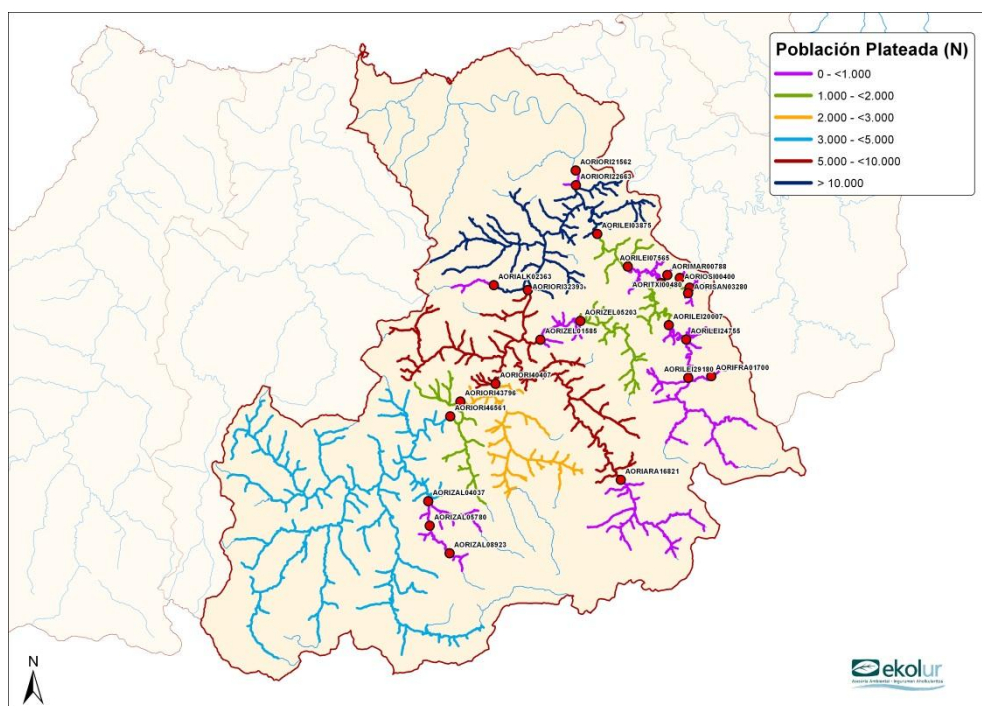 Población Plateada (N)
0 - <1.000
1.000 - <2.000
2.000 - <3.000
3.000 - <5.000
5.000 - <10.000
> 10.000
AORIORI21562
AORIORI22663
AORILEI03875
AORILEI07565
AORIMAR00788
AORIOSI00400
AORITXI00480
AORISAN03280
AORIALK02363
AORIORI32393
AORIZEL05203
AORILEI20007
AORIZEL01585
AORILEI24755
AORILEI29180
AORIFRA01700
AORIORI40407
AORIORI43796
AORIORI46561
AORIARA16821
AORIZAL04037
AORIZAL05780
AORIZAL08923
N
ekolur